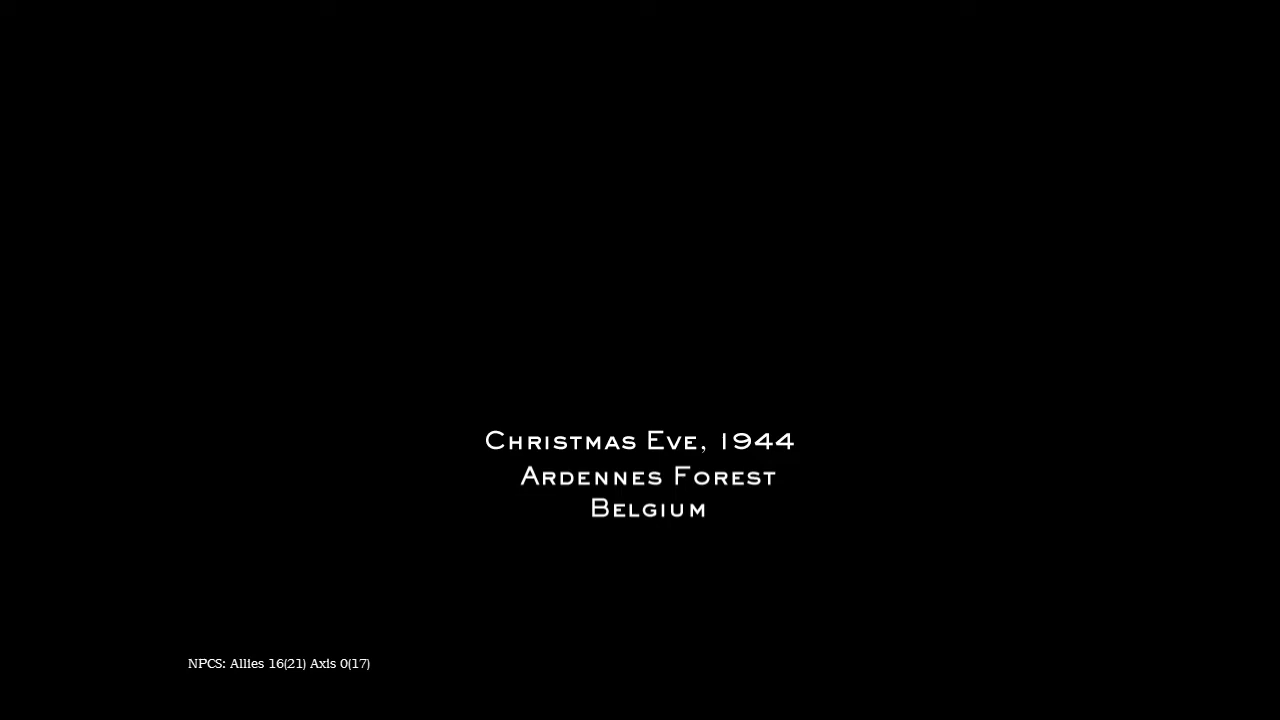 Christmas Eve, 1944
Ardennes Forest
Belgium
NPCS: Allies 16(21) Axis 0(17)